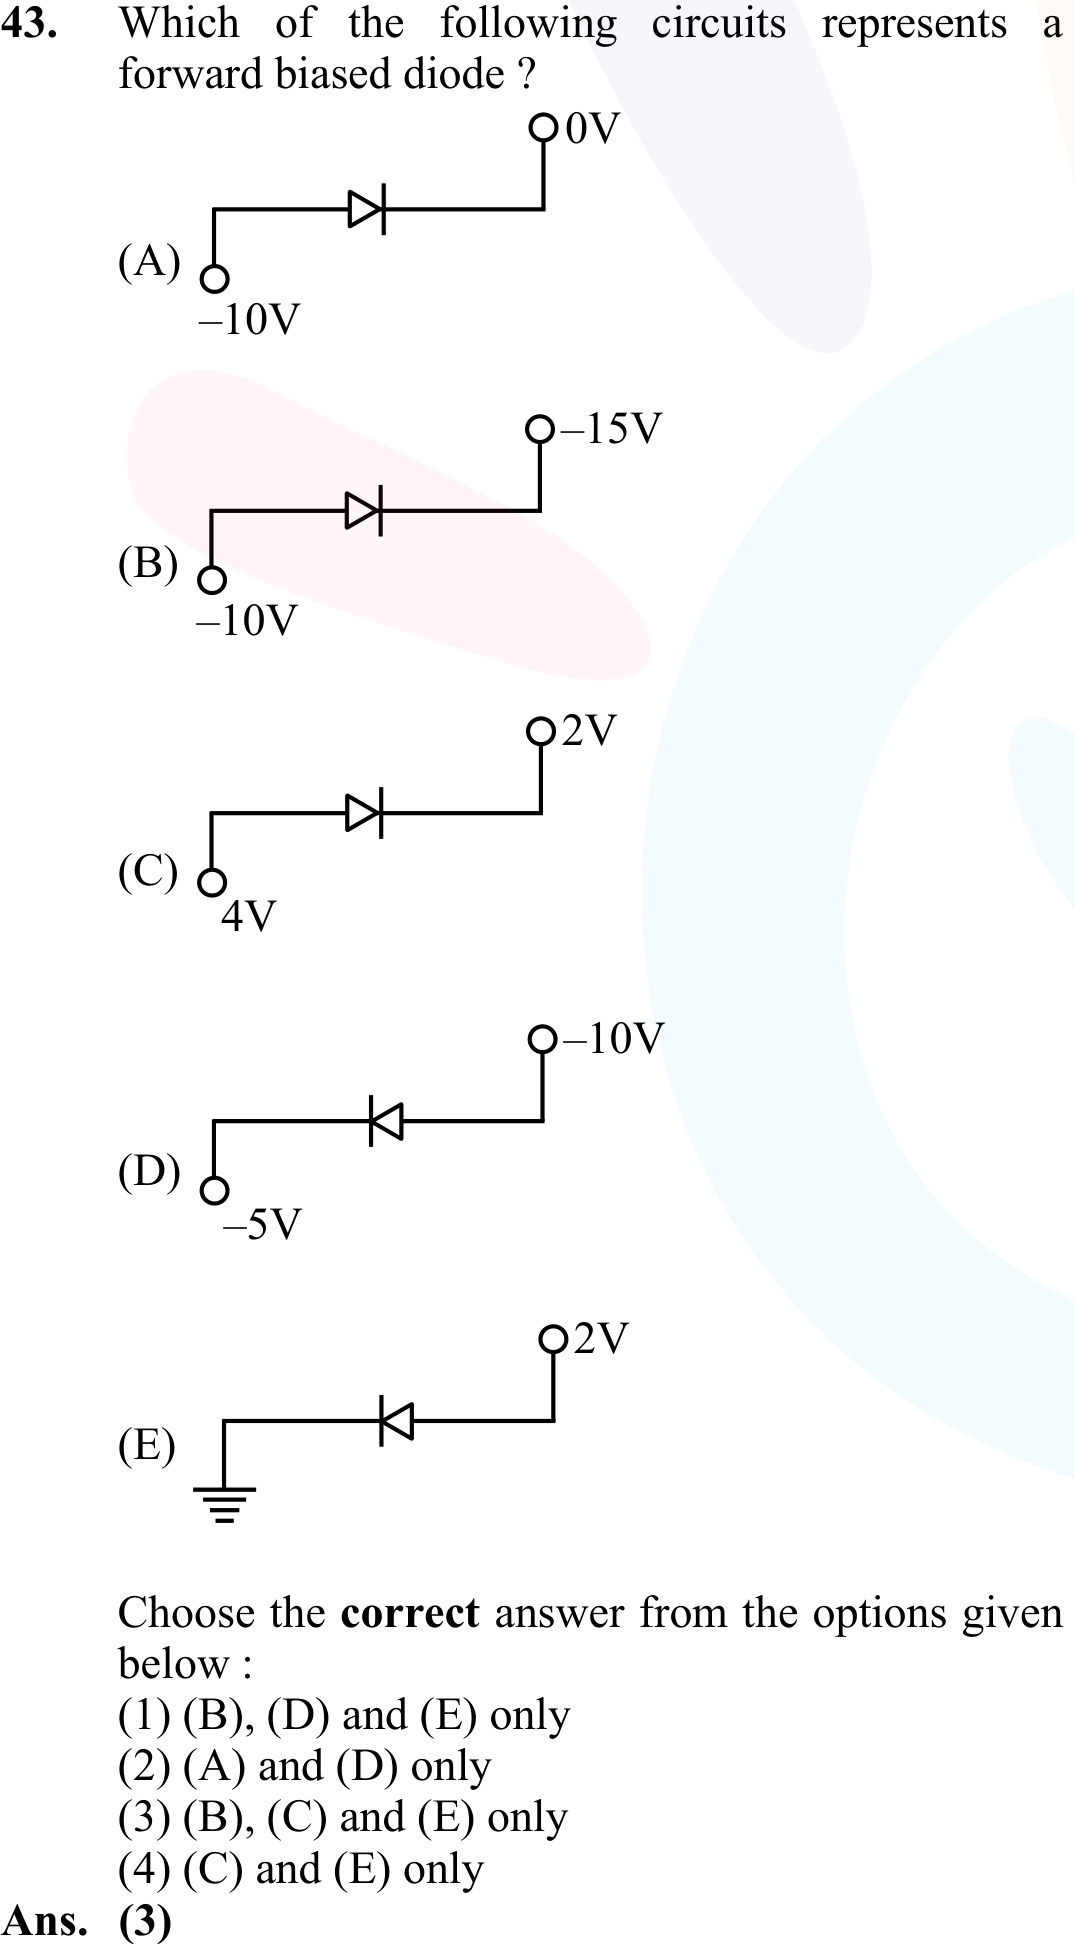 43. Which of the following circuits represents a
forward biased diode ?
0V
(A)
–10V
–15V
(B)
–10V
2V
(C)
4V
–10V
(D)
–5V
2V
(E)
Choose the correct answer from the options given
below :
(1) (B), (D) and (E) only
(2) (A) and (D) only
(3) (B), (C) and (E) only
(4) (C) and (E) only
Ans. (3)